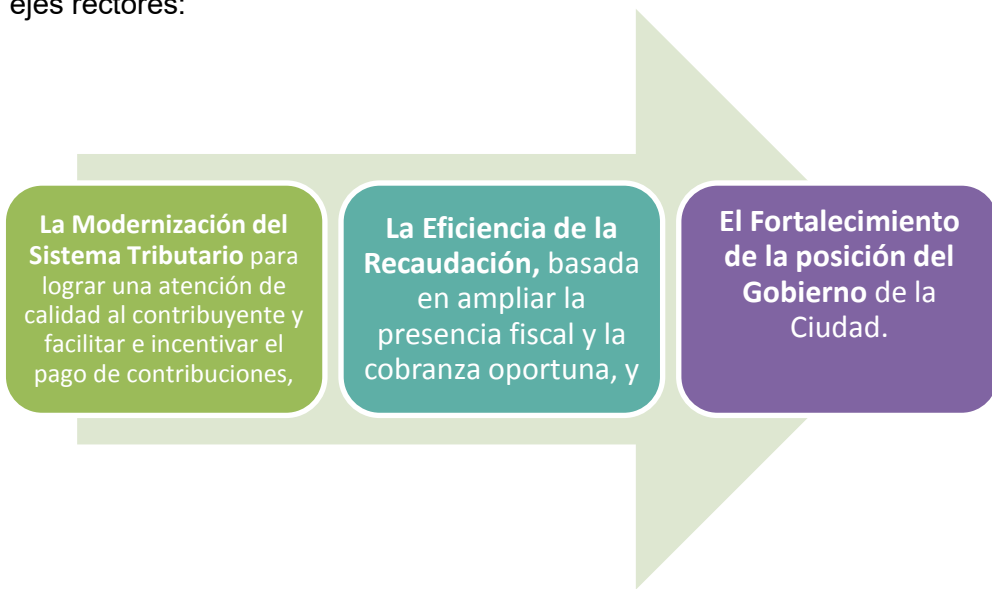 ejes rectores:
La Modernización del
Sistema Tributario para
lograr una atención de
calidad al contribuyente y
facilitar e incentivar el
pago de contribuciones,
La Eficiencia de la
Recaudación, basada
en ampliar la
presencia fiscal y la
cobranza oportuna, y
El Fortalecimiento
de la posición del
Gobierno de la
Ciudad.